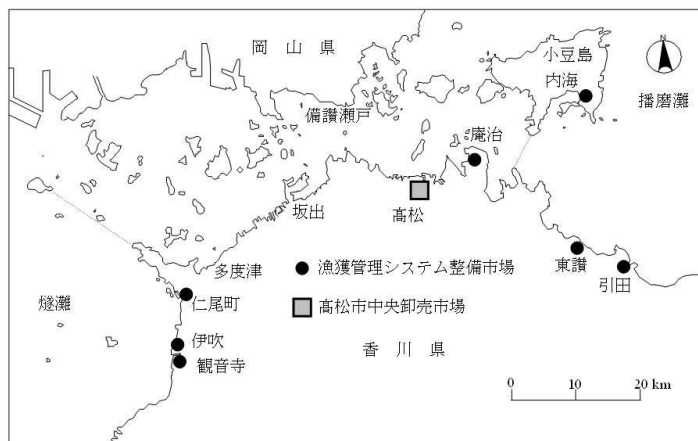 岡山県
小豆島
内海
播磨灘
N
備讃瀬戸
庵治
坂出
高松
東讃
引田
多度津
燧灘
仁尾町
伊吹
観音寺
漁獲管理システム整備市場
高松市中央卸売市場
香川県
0 10 20 km